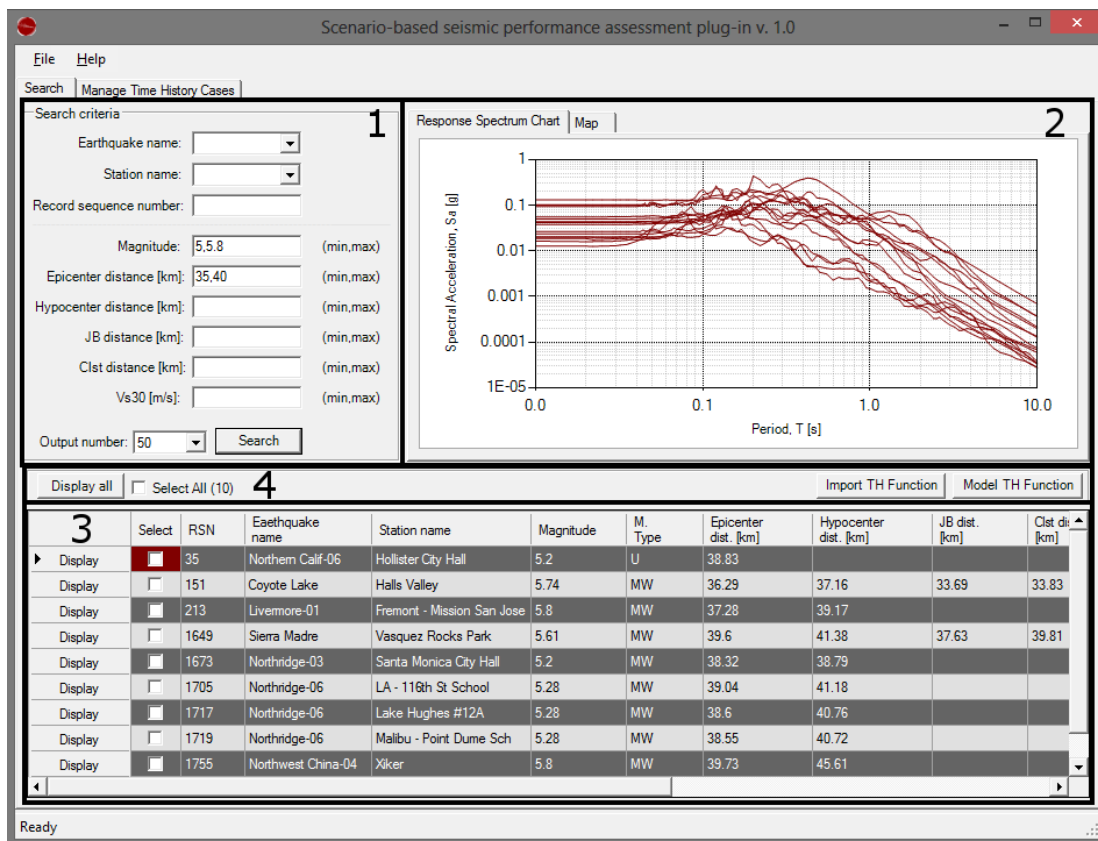 Scenario-based seismic performance assessment plug-in v. 1.0
File Help
Search Manage Time History Cases
Search criteria 1
Earthquake name:
Station name:
Record sequence number:
Magnitude: 5,5.8 (min,max)
Epicenter distance [km]: 35,40 (min,max)
Hypocenter distance [km]: (min,max)
JB distance [km]: (min,max)
Clst distance [km]: (min,max)
Vs30 [m/s]: (min,max)
Output number: 50 Search
Response Spectrum Chart Map 2
Spectral Acceleration, Sa [g]
1
0.1
0.01
0.001
0.0001
1E-05
0.0 0.1 1.0 10.0
Period, T [s]
Display all Select All (10) 4 Import TH Function Model TH Function
3 Select RSN Eaethquake name Station name Magnitude M. Type Epicenter dist. [km] Hypocenter dist. [km] JB dist. [km] Clst di [km]
Display 35 Northern Calif-06 Hollister City Hall 5.2 U 38.83
Display 151 Coyote Lake Halls Valley 5.74 MW 36.29 37.16 33.69 33.83
Display 213 Livermore-01 Fremont - Mission San Jose 5.8 MW 37.28 39.17
Display 1649 Sierra Madre Vasquez Rocks Park 5.61 MW 39.6 41.38 37.63 39.81
Display 1673 Northridge-03 Santa Monica City Hall 5.2 MW 38.32 38.79
Display 1705 Northridge-06 LA - 116th St School 5.28 MW 39.04 41.18
Display 1717 Northridge-06 Lake Hughes #12A 5.28 MW 38.6 40.76
Display 1719 Northridge-06 Malibu - Point Dume Sch 5.28 MW 38.55 40.72
Display 1755 Northwest China-04 Xiker 5.8 MW 39.73 45.61
Ready